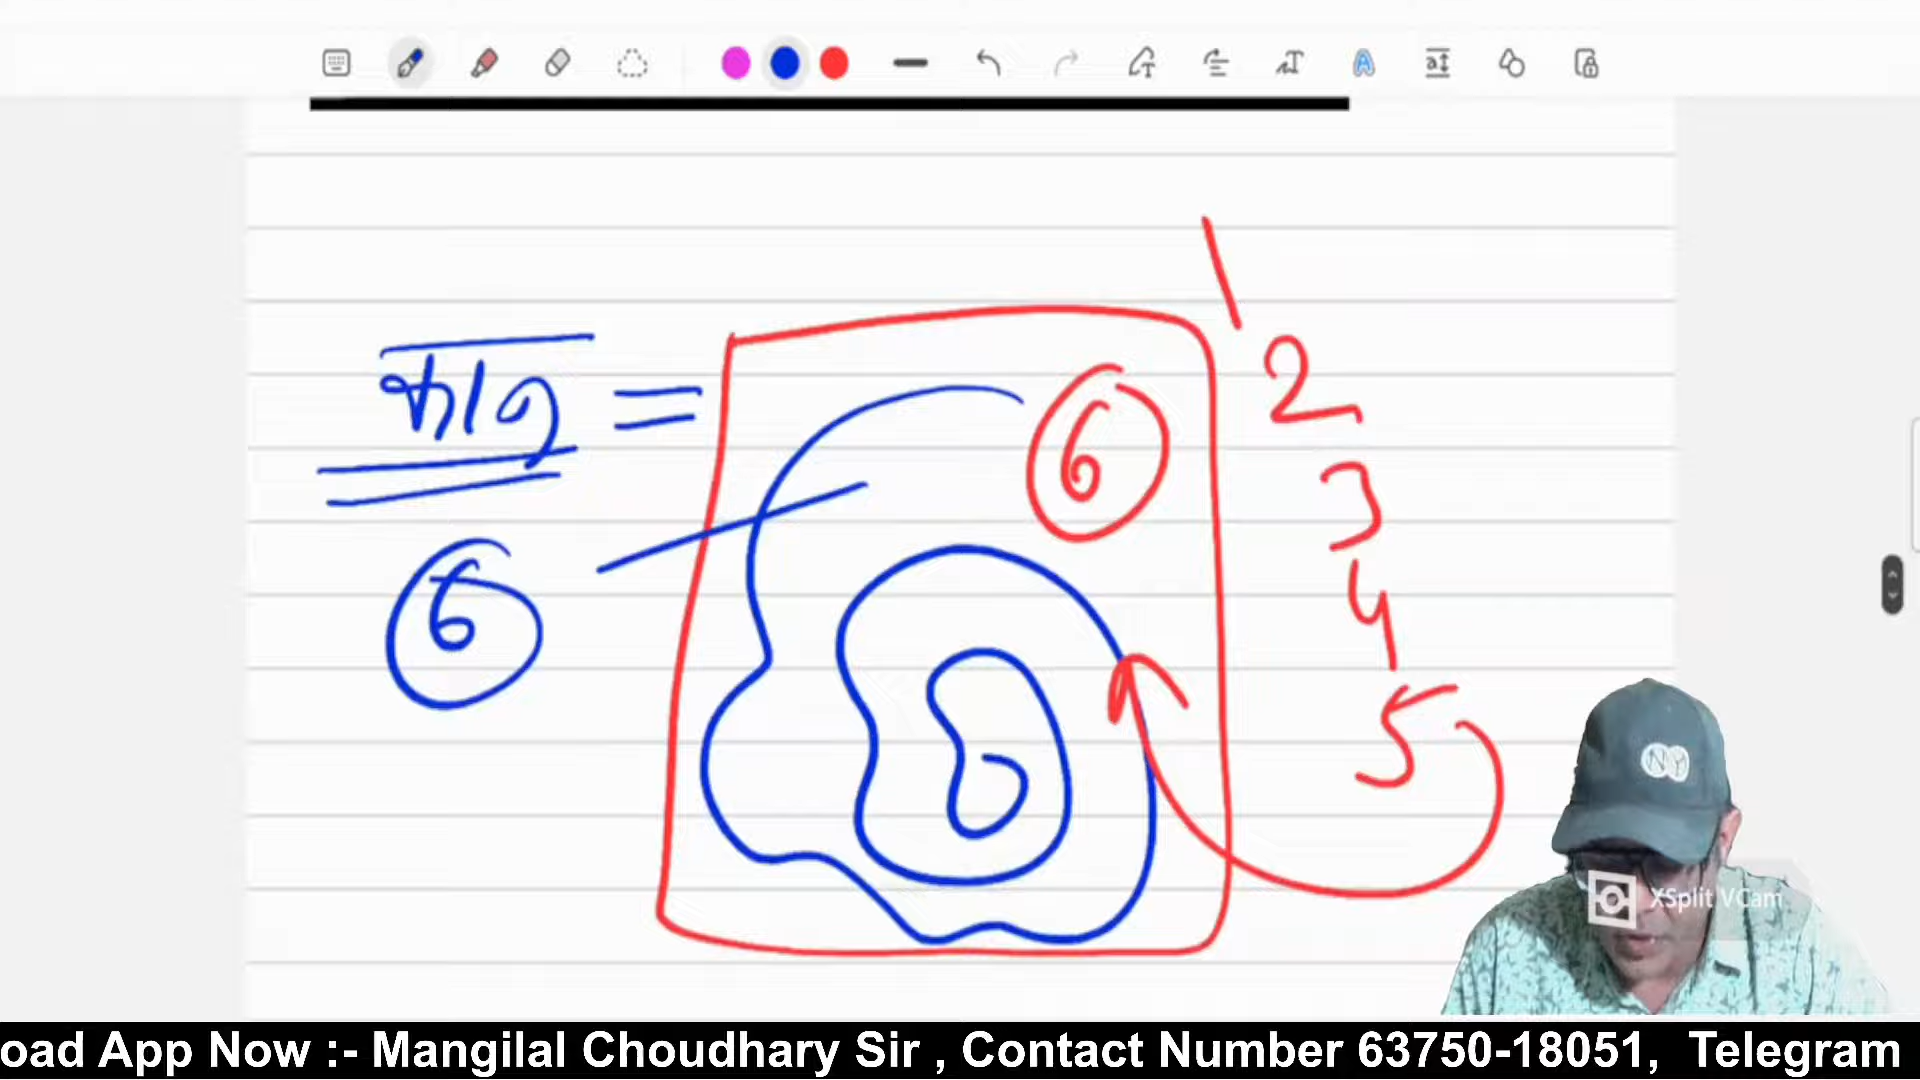 1
2
काल =
6
3
6
4
5
NY
XSplit VCam
oad App Now :- Mangilal Choudhary Sir , Contact Number 63750-18051, Telegram